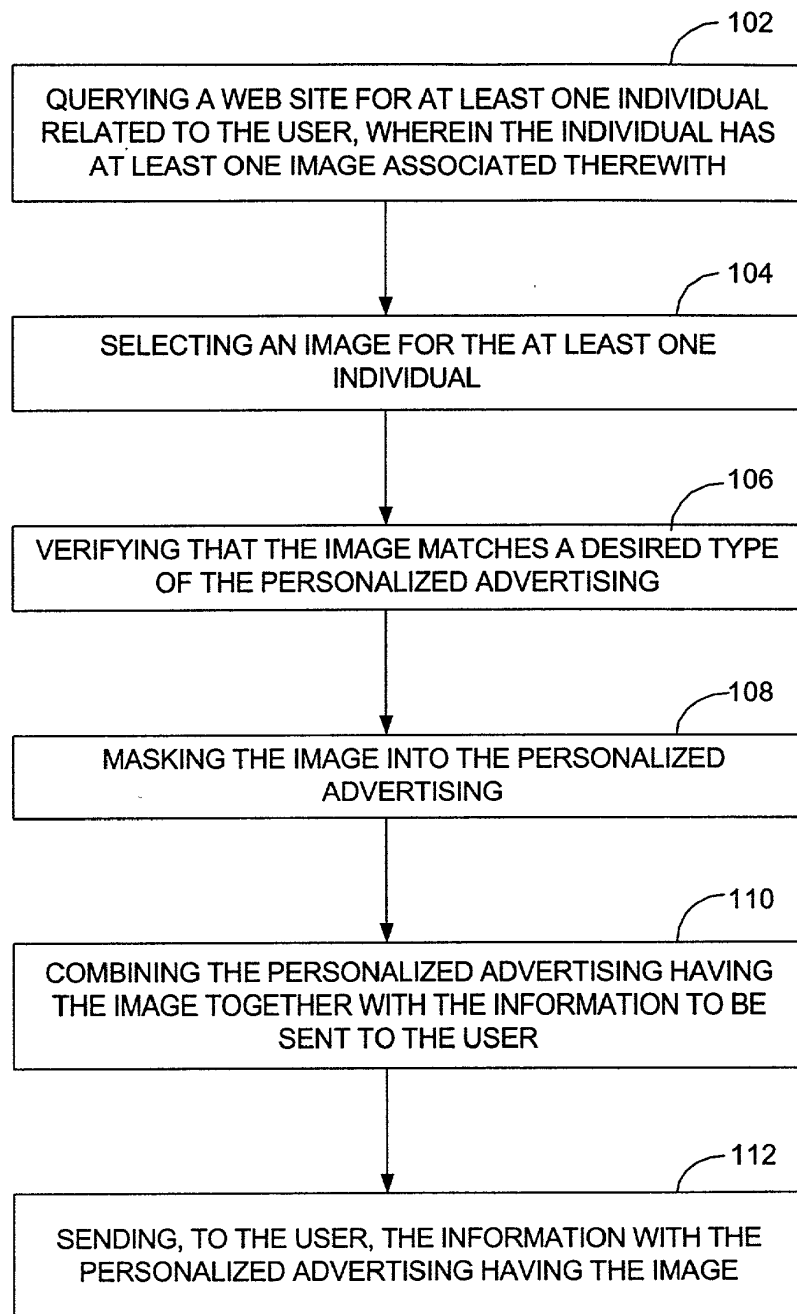 102
QUERYING A WEB SITE FOR AT LEAST ONE INDIVIDUAL
RELATED TO THE USER, WHEREIN THE INDIVIDUAL HAS
AT LEAST ONE IMAGE ASSOCIATED THEREWITH
104
SELECTING AN IMAGE FOR THE AT LEAST ONE
INDIVIDUAL
106
VERIFYING THAT THE IMAGE MATCHES A DESIRED TYPE
OF THE PERSONALIZED ADVERTISING
108
MASKING THE IMAGE INTO THE PERSONALIZED
ADVERTISING
110
COMBINING THE PERSONALIZED ADVERTISING HAVING
THE IMAGE TOGETHER WITH THE INFORMATION TO BE
SENT TO THE USER
112
SENDING, TO THE USER, THE INFORMATION WITH THE
PERSONALIZED ADVERTISING HAVING THE IMAGE